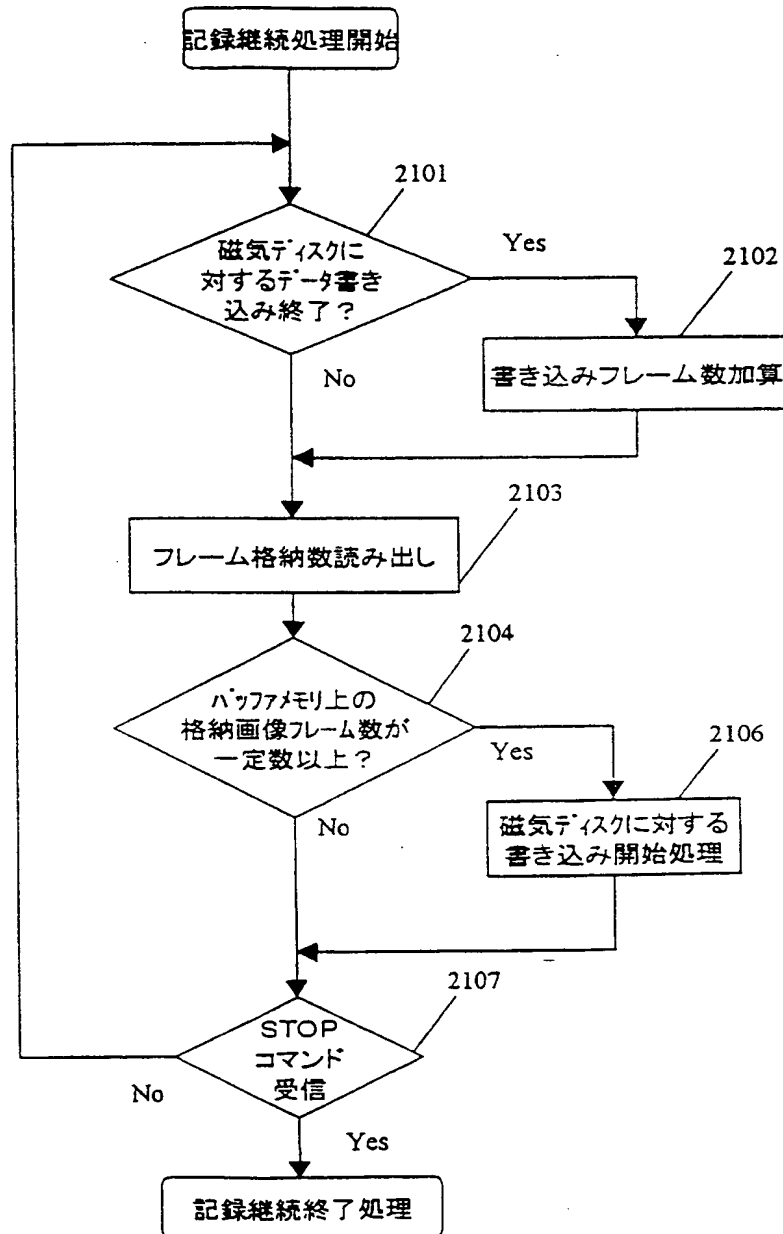 記録継続処理開始
2101
磁気ディスクに
対するデータ書き
込み終了?
Yes
2102
書き込みフレーム数加算
No
2103
フレーム格納数読み出し
2104
バッファメモリ上の
格納画像フレーム数が
一定数以上?
Yes
2106
磁気ディスクに対する
書き込み開始処理
No
2107
STOP
コマンド
受信
No
Yes
記録継続終了処理